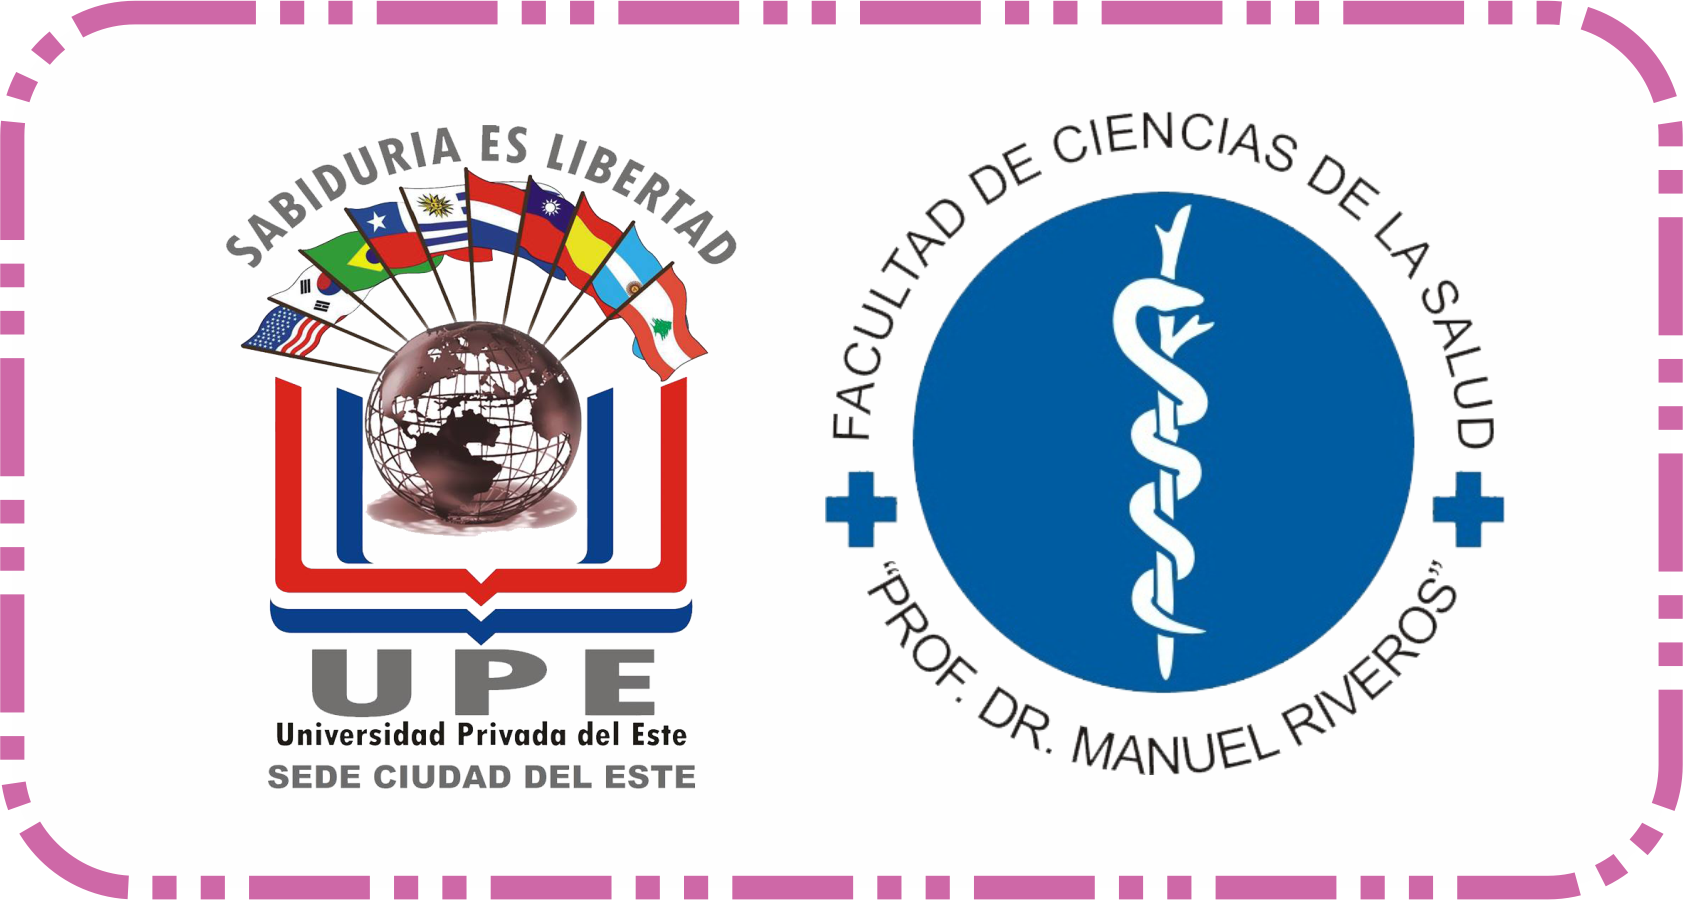 SABIDURIA ES LIBERTAD
UPE
Universidad Privada del Este
SEDE CIUDAD DEL ESTE
FACULTAD DE CIENCIAS DE LA SALUD
“PROF. DR. MANUEL RIVEROS”